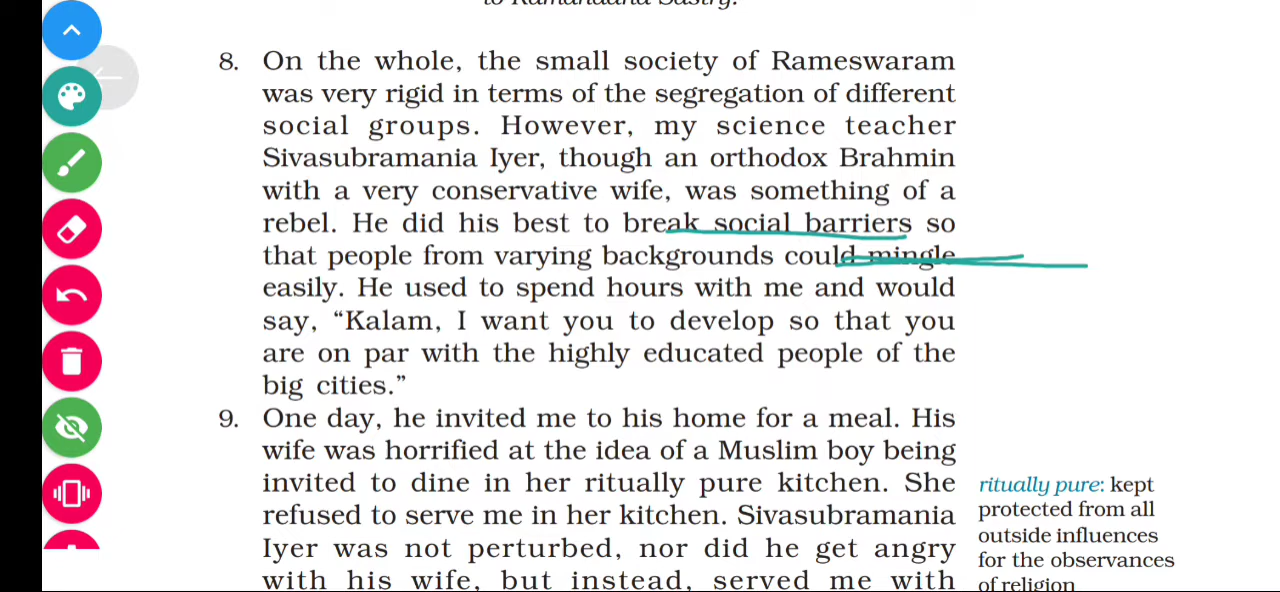 to Ramanadha Sastry.
8. On the whole, the small society of Rameswaram
was very rigid in terms of the segregation of different
social groups. However, my science teacher
Sivasubramania Iyer, though an orthodox Brahmin
with a very conservative wife, was something of a
rebel. He did his best to break social barriers so
that people from varying backgrounds could mingle
easily. He used to spend hours with me and would
say, “Kalam, I want you to develop so that you
are on par with the highly educated people of the
big cities.”
9. One day, he invited me to his home for a meal. His
wife was horrified at the idea of a Muslim boy being
invited to dine in her ritually pure kitchen. She
refused to serve me in her kitchen. Sivasubramania
Iyer was not perturbed, nor did he get angry
with his wife, but instead, served me with
ritually pure: kept
protected from all
outside influences
for the observances
of religion